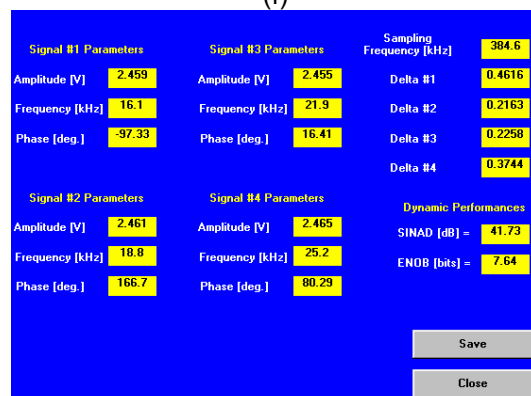 (f)
Signal #1 Parameters
Amplitude [V] 2.459
Frequency [kHz] 16.1
Phase [deg.] -97.33
Signal #3 Parameters
Amplitude [V] 2.455
Frequency [kHz] 21.9
Phase [deg.] 16.41
Sampling
Frequency [kHz] 384.6
Delta #1 0.4616
Delta #2 0.2163
Delta #3 0.2258
Delta #4 0.3744
Signal #2 Parameters
Amplitude [V] 2.461
Frequency [kHz] 18.8
Phase [deg.] 166.7
Signal #4 Parameters
Amplitude [V] 2.465
Frequency [kHz] 25.2
Phase [deg.] 80.29
Dynamic Performances
SINAD [dB] = 41.73
ENOB [bits] = 7.64
Save
Close